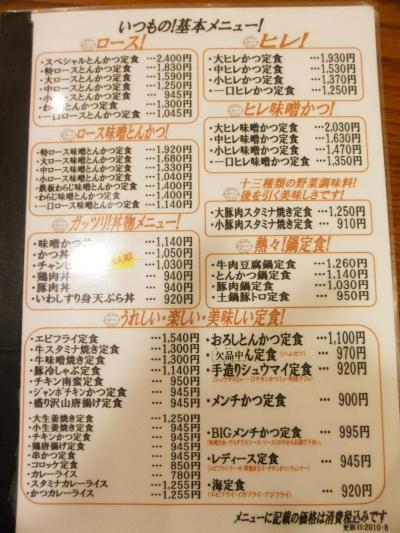 いつもの!基本メニュー!
ロース!
・スペシャルとんかつ定食 …2,400円
・特ロースとんかつ定食 …1,830円
・大ロースとんかつ定食 …1,590円
・中ロースとんかつ定食 …1,250円
・小ロースとんかつ定食 … 945円
・わらじとんかつ定食 …1,300円
・一口ロースとんかつ定食 …1,045円
ロース味噌とんかつ!
・特ロース味噌とんかつ定食 …1,920円
・大ロース味噌とんかつ定食 …1,680円
・中ロース味噌とんかつ定食 …1,330円
・小ロース味噌とんかつ定食 …1,040円
・鉄板わらじ味噌とんかつ定食 …1,400円
・わらじ味噌とんかつ定食 …1,400円
・一口ロース味噌とんかつ定食 …1,140円
ガッツリ!丼物メニュー!
・味噌かつ丼 …1,140円
・かつ丼 …1,050円
・チャンピ …1,030円
・鶏肉丼 … 940円
・豚肉丼 … 940円
・いわしすり身天ぷら丼 … 920円
ヒレ!
・大ヒレかつ定食 …1,930円
・中ヒレかつ定食 …1,530円
・小ヒレかつ定食 …1,370円
・一口ヒレかつ定食 …1,250円
ヒレ味噌かつ!
・大ヒレ味噌かつ定食 …2,030円
・中ヒレ味噌かつ定食 …1,630円
・小ヒレ味噌かつ定食 …1,470円
・一口ヒレ味噌かつ定食 …1,350円
十三種類の野菜調味料!
後を引く美味しさです!
・大豚肉スタミナ焼き定食 …1,250円
・小豚肉スタミナ焼き定食 … 910円
熱々!鍋定食!
・牛肉豆腐鍋定食 …1,260円
・とんかつ鍋定食 …1,140円
・豚肉鍋定食 …1,030円
・土鍋豚トロ定食 … 950円
うれしい・楽しい・美味しい定食!
・エビフライ定食 …1,540円
・牛スタミナ焼き定食 …1,300円
・牛味噌焼き定食 …1,300円
・豚冷しゃぶ定食 …1,110円
・チキン南蛮定食 … 950円
・ジャンボチキンかつ定食 … 945円
・盛り沢山唐揚げ定食 … 950円
・大生姜焼き定食 …1,250円
・小生姜焼き定食 … 945円
・チキンかつ定食 … 945円
・鶏唐揚げ定食 … 945円
・串かつ定食 … 945円
・コロッケ定食 … 850円
・カレーライス … 780円
・スタミナカレーライス …1,255円
・かつカレーライス …1,255円
・おろしとんかつ定食 …1,100円
・欠品中ん定食(ハムカツ) … 970円
・手造りシュウマイ定食 … 920円
・メンチかつ定食 … 900円
・BIGメンチかつ定食 … 995円
・レディース定食 … 945円
・海定食 … 920円
(エビフライ・イカフライ・アジフライ)
メニューに記載の価格は消費税込みです
更新日:2010・8